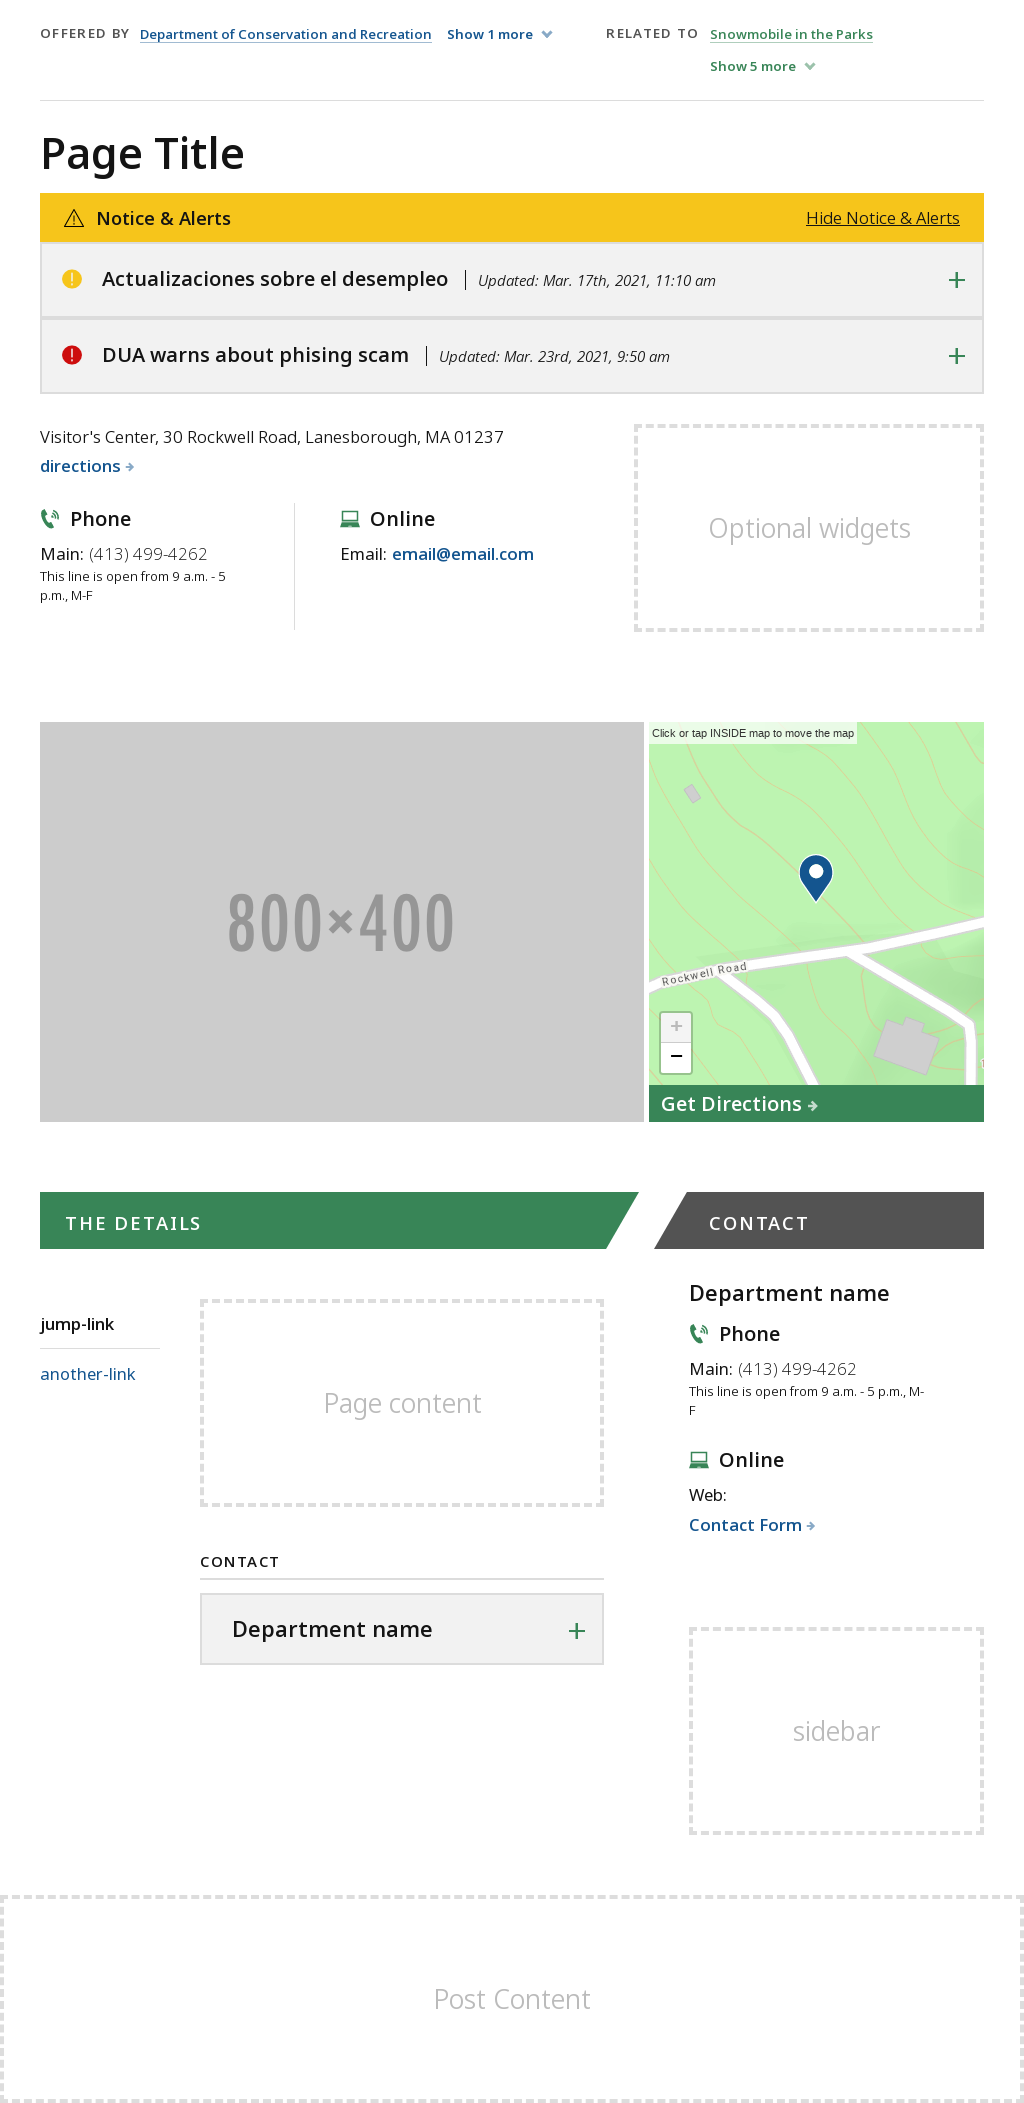 OFFERED BY Department of Conservation and Recreation Show 1 more
RELATED TO Snowmobile in the Parks
Show 5 more
Page Title
Notice & Alerts
Hide Notice & Alerts
Actualizaciones sobre el desempleo Updated: Mar. 17th, 2021, 11:10 am
DUA warns about phising scam Updated: Mar. 23rd, 2021, 9:50 am
Visitor's Center, 30 Rockwell Road, Lanesborough, MA 01237
directions
Phone
Main: (413) 499-4262
This line is open from 9 a.m. - 5
p.m., M-F
Online
Email: email@email.com
Optional widgets
800×400
Click or tap INSIDE map to move the map
Rockwell Road
+
−
Get Directions
THE DETAILS
jump-link
another-link
Page content
CONTACT
Department name
CONTACT
Department name
Phone
Main: (413) 499-4262
This line is open from 9 a.m. - 5 p.m., M-
F
Online
Web:
Contact Form
sidebar
Post Content